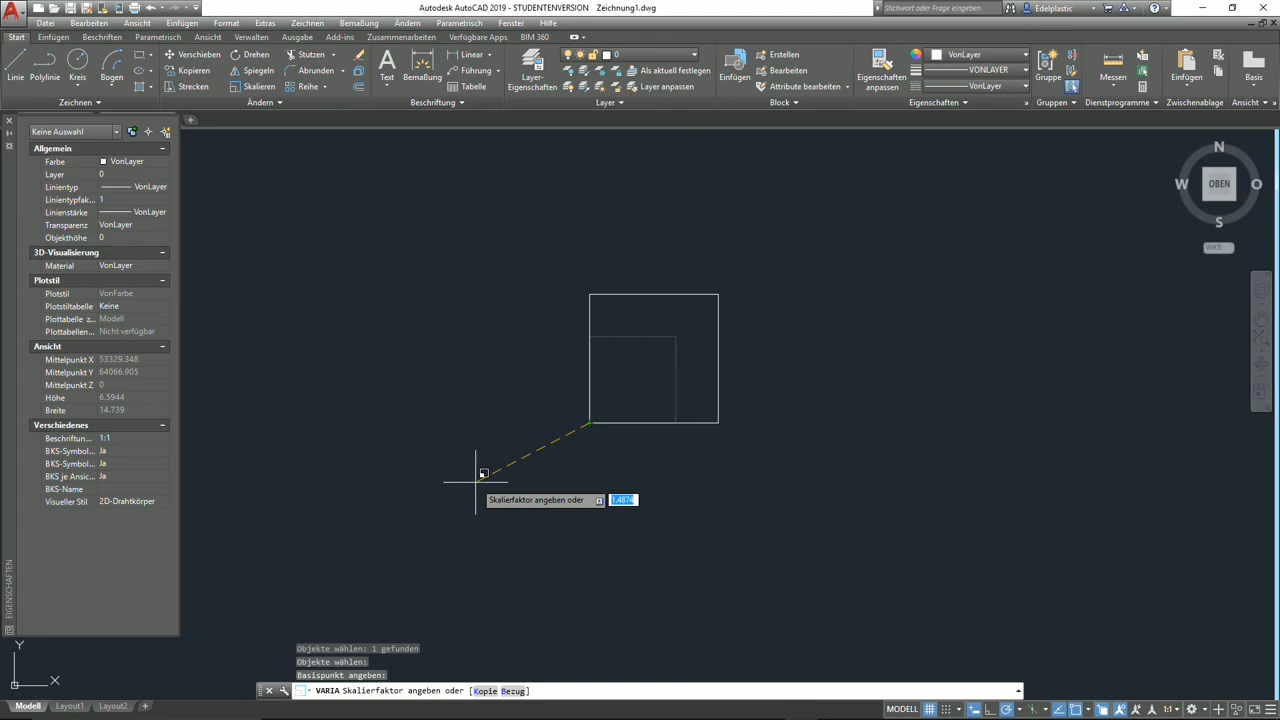 Autodesk AutoCAD 2019 - STUDENTENVERSION Zeichnung1.dwg
Stichwort oder Frage eingeben
Edelplastic
Datei Bearbeiten Ansicht Einfügen Format Extras Zeichnen Bemaßung Ändern Parametrisch Fenster Hilfe
Start Einfügen Beschriften Parametrisch Ansicht Verwalten Ausgabe Add-ins Zusammenarbeiten Verfügbare Apps BIM 360
Linie
Polylinie
Kreis
Bogen
Zeichnen
Verschieben
Drehen
Stutzen
Kopieren
Spiegeln
Abrunden
Strecken
Skalieren
Reihe
Ändern
Text
Bemaßung
Linear
Führung
Tabelle
Beschriftung
Layer-
Eigenschaften
0
Als aktuell festlegen
Layer anpassen
Layer
Einfügen
Erstellen
Bearbeiten
Attribute bearbeiten
Block
Eigenschaften
anpassen
VonLayer
VONLAYER
VonLayer
Eigenschaften
Gruppe
Gruppen
Messen
Dienstprogramme
Einfügen
Zwischenablage
Basis
Ansicht
Keine Auswahl
Allgemein
Farbe VonLayer
Layer 0
Linientyp VonLayer
Linientypfak... 1
Linienstärke VonLayer
Transparenz VonLayer
Objekthöhe 0
3D-Visualisierung
Material VonLayer
Plotstil
Plotstil VonFarbe
Plotstiltabelle Keine
Plottabelle z... Modell
Plottabellen... Nicht verfügbar
Ansicht
Mittelpunkt X 53329.348
Mittelpunkt Y 64066.905
Mittelpunkt Z 0
Höhe 6.5944
Breite 14.739
Verschiedenes
Beschriftun... 1:1
BKS-Symbol... Ja
BKS-Symbol... Ja
BKS je Ansic... Ja
BKS-Name
Visueller Stil 2D-Drahtkörper
EIGENSCHAFTEN
N
W OBEN O
S
WKS
Skalierfaktor angeben oder 1.4874
Y
X
Objekte wählen: 1 gefunden
Objekte wählen:
Basispunkt angeben:
VARIA Skalierfaktor angeben oder [Kopie Bezug]
Modell Layout1 Layout2 +
MODELL
1:1